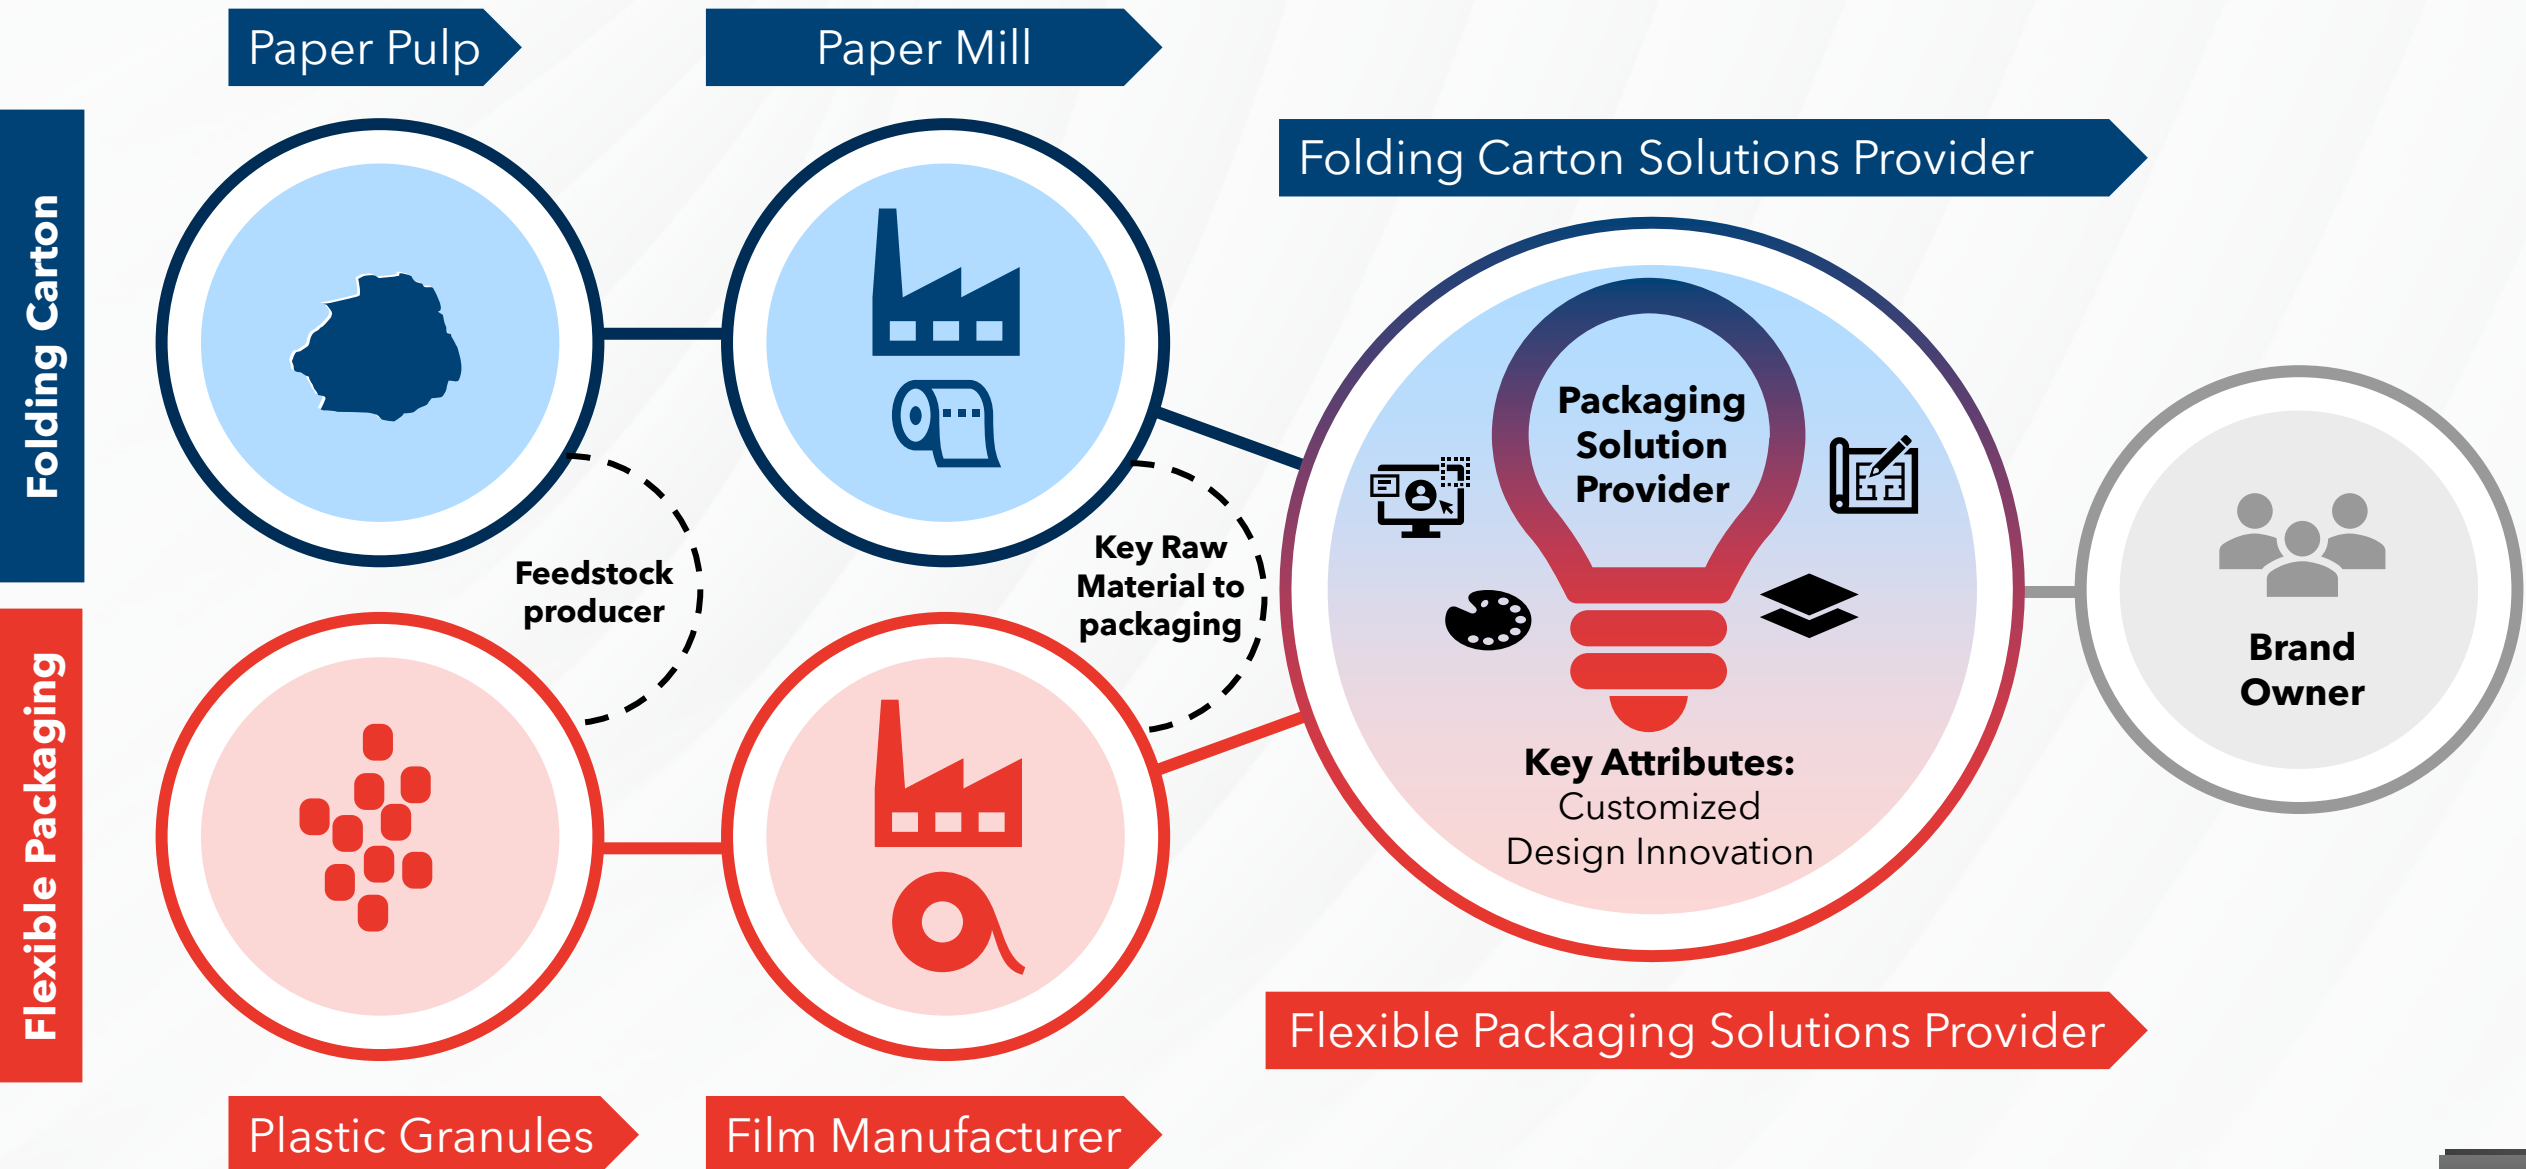 Paper Pulp
Paper Mill
Folding Carton Solutions Provider
Folding Carton
Packaging
Solution
Provider
Feedstock
producer
Key Raw
Material to
packaging
Brand
Owner
Key Attributes:
Customized
Design Innovation
Flexible Packaging
Flexible Packaging Solutions Provider
Plastic Granules
Film Manufacturer